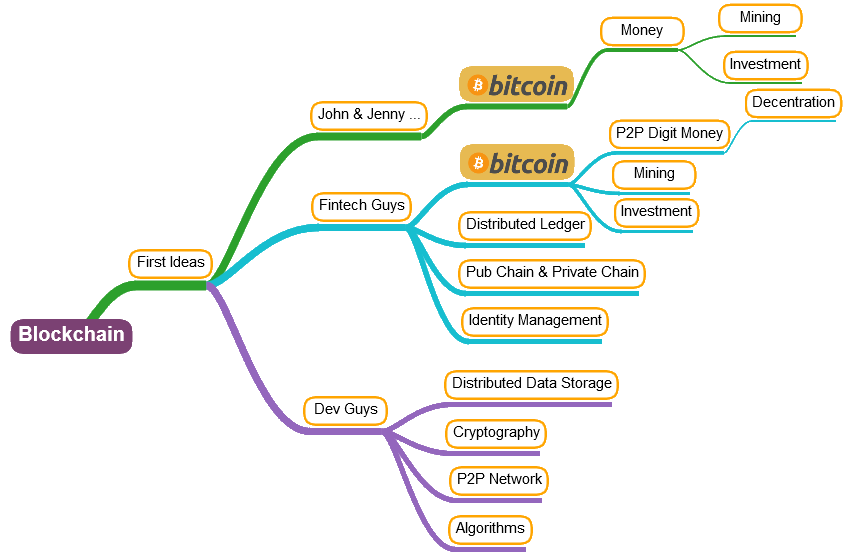 Blockchain
First Ideas
John & Jenny ...
bitcoin
Money
Mining
Investment
Fintech Guys
bitcoin
P2P Digit Money
Decentration
Mining
Investment
Distributed Ledger
Pub Chain & Private Chain
Identity Management
Dev Guys
Distributed Data Storage
Cryptography
P2P Network
Algorithms